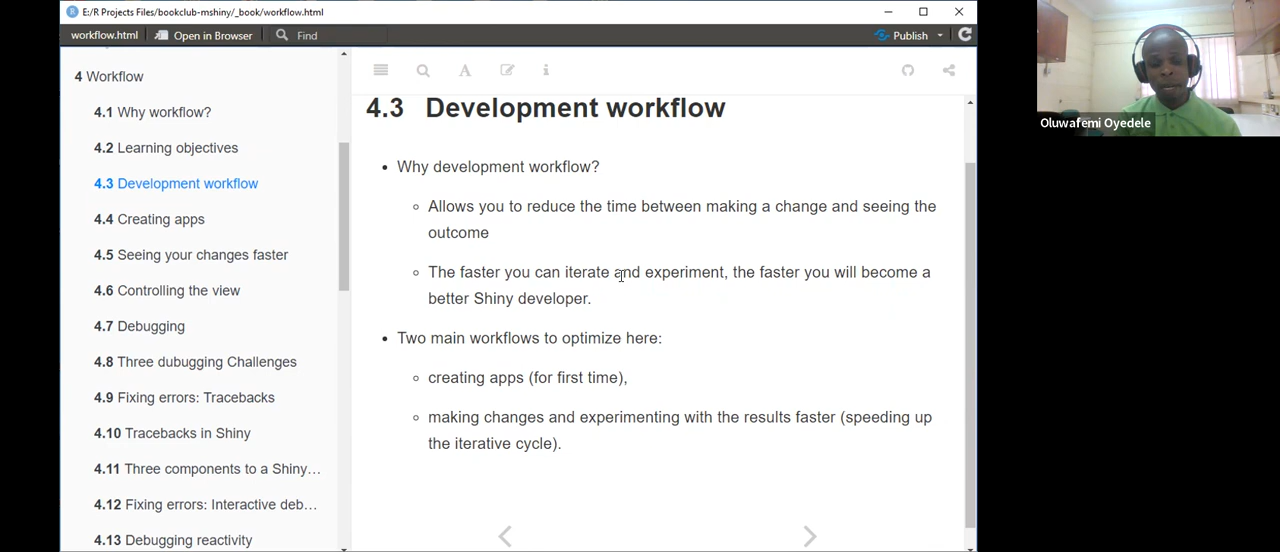 E:/R Projects Files/bookclub-mshiny/_book/workflow.html
workflow.html
Open in Browser
Find
Publish
4 Workflow
4.1 Why workflow?
4.2 Learning objectives
4.3 Development workflow
4.4 Creating apps
4.5 Seeing your changes faster
4.6 Controlling the view
4.7 Debugging
4.8 Three dubugging Challenges
4.9 Fixing errors: Tracebacks
4.10 Tracebacks in Shiny
4.11 Three components to a Shiny…
4.12 Fixing errors: Interactive deb…
4.13 Debugging reactivity
4.3 Development workflow
• Why development workflow?
◦ Allows you to reduce the time between making a change and seeing the
outcome
◦ The faster you can iterate and experiment, the faster you will become a
better Shiny developer.
• Two main workflows to optimize here:
◦ creating apps (for first time),
◦ making changes and experimenting with the results faster (speeding up
the iterative cycle).
Oluwafemi Oyedele